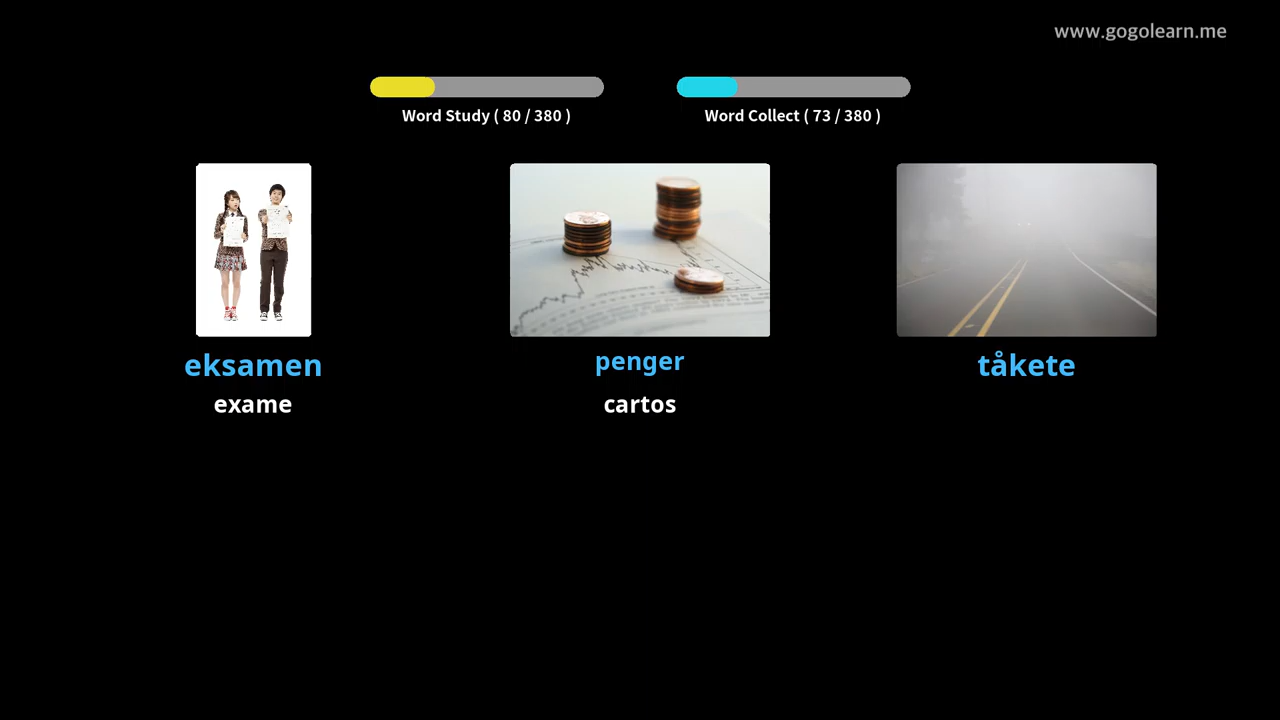 www.gogolearn.me
Word Study ( 80 / 380 )
Word Collect ( 73 / 380 )
eksamen
exame
penger
cartos
tåkete